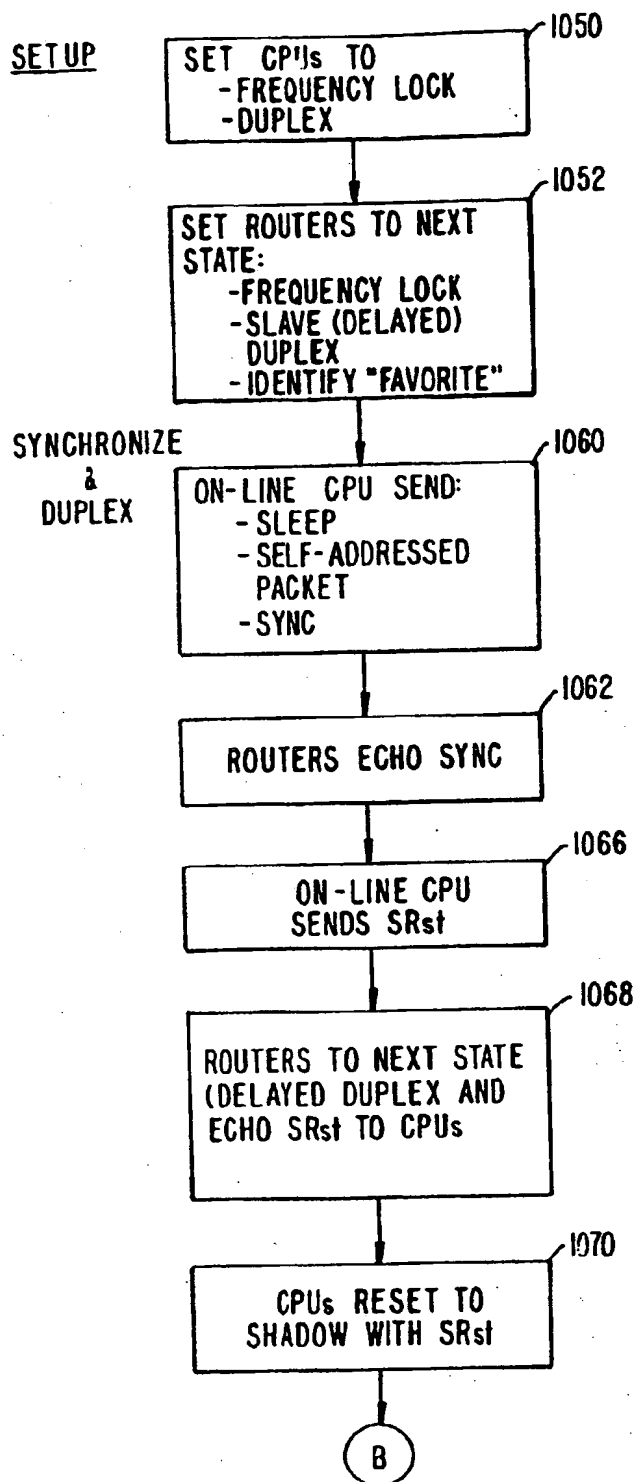 SETUP
1050
SET CPUs TO
-FREQUENCY LOCK
-DUPLEX
1052
SET ROUTERS TO NEXT
STATE:
-FREQUENCY LOCK
-SLAVE (DELAYED)
DUPLEX
-IDENTIFY "FAVORITE"
SYNCHRONIZE
&
DUPLEX
1060
ON-LINE CPU SEND:
-SLEEP
-SELF-ADDRESSED
PACKET
-SYNC
1062
ROUTERS ECHO SYNC
1066
ON-LINE CPU
SENDS SRst
1068
ROUTERS TO NEXT STATE
(DELAYED DUPLEX AND
ECHO SRst TO CPUs
1070
CPUs RESET TO
SHADOW WITH SRst
B